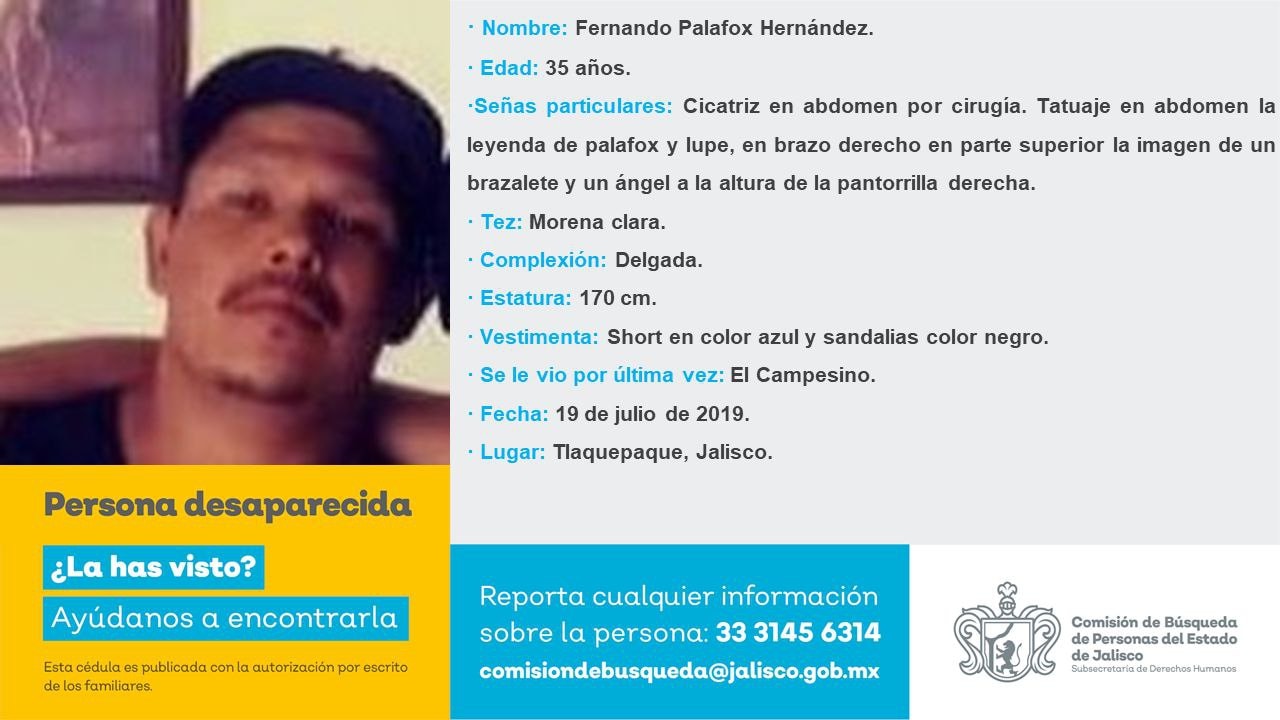 · Nombre: Fernando Palafox Hernández.
· Edad: 35 años.
·Señas particulares: Cicatriz en abdomen por cirugía. Tatuaje en abdomen la
leyenda de palafox y lupe, en brazo derecho en parte superior la imagen de un
brazalete y un ángel a la altura de la pantorrilla derecha.
· Tez: Morena clara.
· Complexión: Delgada.
· Estatura: 170 cm.
· Vestimenta: Short en color azul y sandalias color negro.
· Se le vio por última vez: El Campesino.
· Fecha: 19 de julio de 2019.
· Lugar: Tlaquepaque, Jalisco.
Persona desaparecida
¿La has visto?
Ayúdanos a encontrarla
Esta cédula es publicada con la autorización por escrito
de los familiares.
Reporta cualquier información
sobre la persona: 33 3145 6314
comisiondebusqueda@jalisco.gob.mx
Comisión de Búsqueda
de Personas del Estado
de Jalisco
Subsecretaría de Derechos Humanos